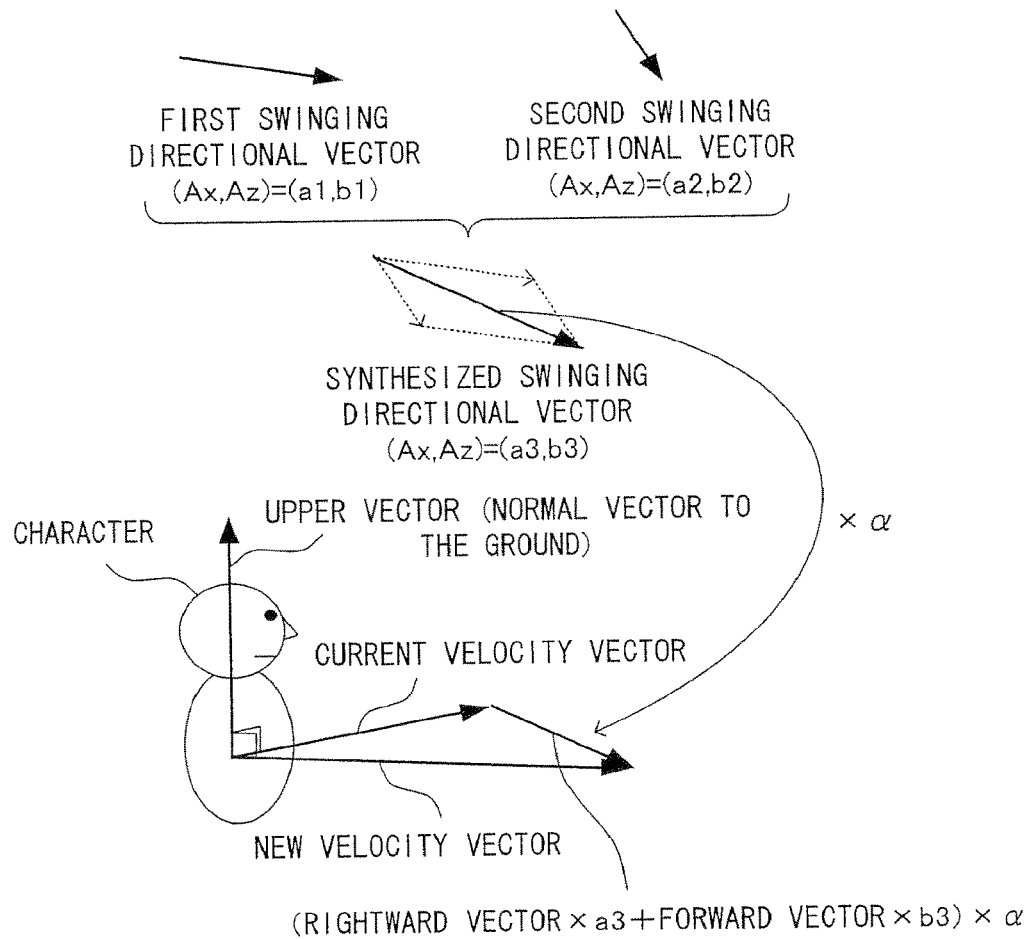 FIRST SWINGING
DIRECTIONAL VECTOR
(Ax,Az)=(a1,b1)
SECOND SWINGING
DIRECTIONAL VECTOR
(Ax,Az)=(a2,b2)
SYNTHESIZED SWINGING
DIRECTIONAL VECTOR
(Ax,Az)=(a3,b3)
× α
CHARACTER
UPPER VECTOR (NORMAL VECTOR TO
THE GROUND)
CURRENT VELOCITY VECTOR
NEW VELOCITY VECTOR
(RIGHTWARD VECTOR×a3+FORWARD VECTOR×b3) × α